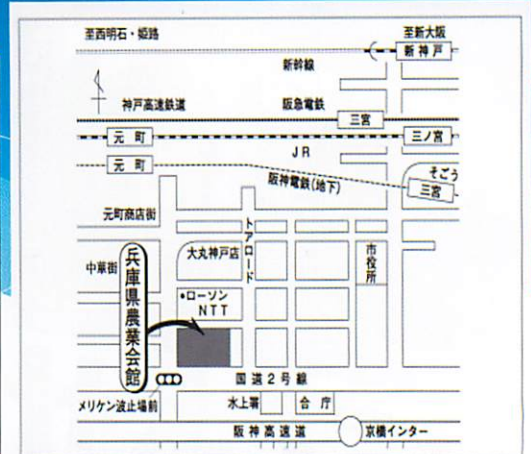 至西明石・姫路
至新大阪
新神戸
新幹線
神戸高速鉄道
阪急電鉄
三宮
元町
三ノ宮
JR
元町
阪神電鉄(地下)
そごう
三宮
元町商店街
トアロード
大丸神戸店
市役所
中華街
兵庫県農業会館
•ローソン
NTT
国道2号線
メリケン波止場前
水上署
合庁
阪神高速道
京橋インター